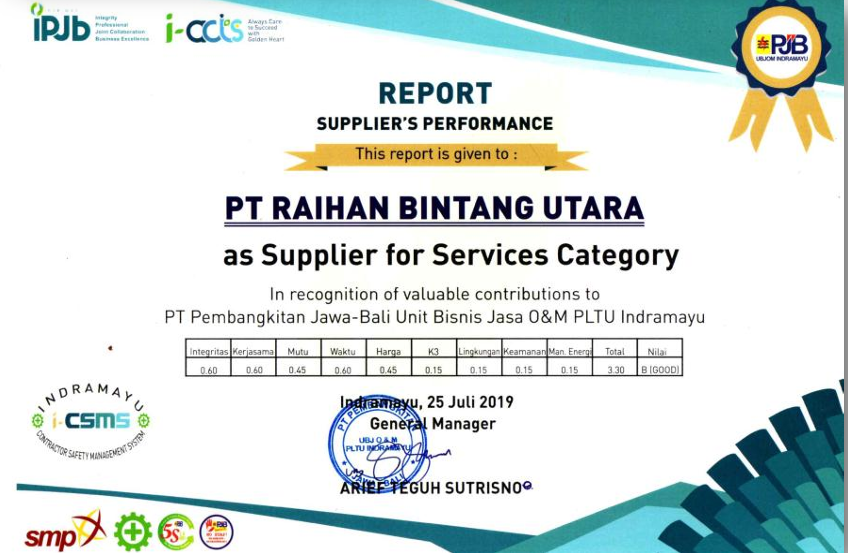 iPJb
Integrity
Professional
Joint Collaboration
Business Excellence
i-acts
Always Care
to Succeed
with
Golden Heart
PJB
UBJOM INDRAMAYU
REPORT
SUPPLIER'S PERFORMANCE
This report is given to :
PT RAIHAN BINTANG UTARA
as Supplier for Services Category
In recognition of valuable contributions to
PT Pembangkitan Jawa-Bali Unit Bisnis Jasa O&M PLTU Indramayu
Integritas Kerjasama Mutu Waktu Harga K3 Lingkungan Keamanan Man. Energi Total Nilai
0.60 0.60 0.45 0.60 0.45 0.15 0.15 0.15 0.15 3.30 B (GOOD)
INDRAMAYU
i-CSMS
CONTRACTOR SAFETY MANAGEMENT SYSTEM
Indramayu, 25 Juli 2019
General Manager
PT PEMBANGKITAN
UBJ O & M
PLTU INDRAMAYU
JAWA - BALI
ARIEF TEGUH SUTRISNO
smp
5S
PJB